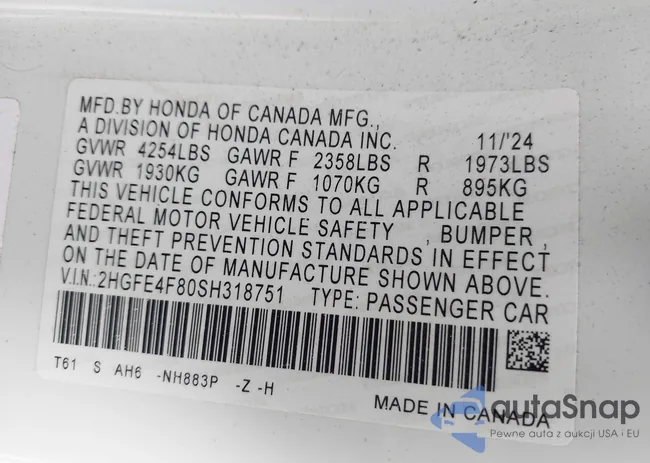 MFD.BY HONDA OF CANADA MFG.,
A DIVISION OF HONDA CANADA INC. 11/'24
GVWR 4254LBS GAWR F 2358LBS R 1973LBS
GVWR 1930KG GAWR F 1070KG R 895KG
THIS VEHICLE CONFORMS TO ALL APPLICABLE
FEDERAL MOTOR VEHICLE SAFETY , BUMPER ,
AND THEFT PREVENTION STANDARDS IN EFFECT
ON THE DATE OF MANUFACTURE SHOWN ABOVE.
V.I.N.:2HGFE4F80SH318751 TYPE: PASSENGER CAR
T61 S AH6 -NH883P -Z -H
MADE IN CANADA
autaSnap
Pewne auta z aukcji USA i EU